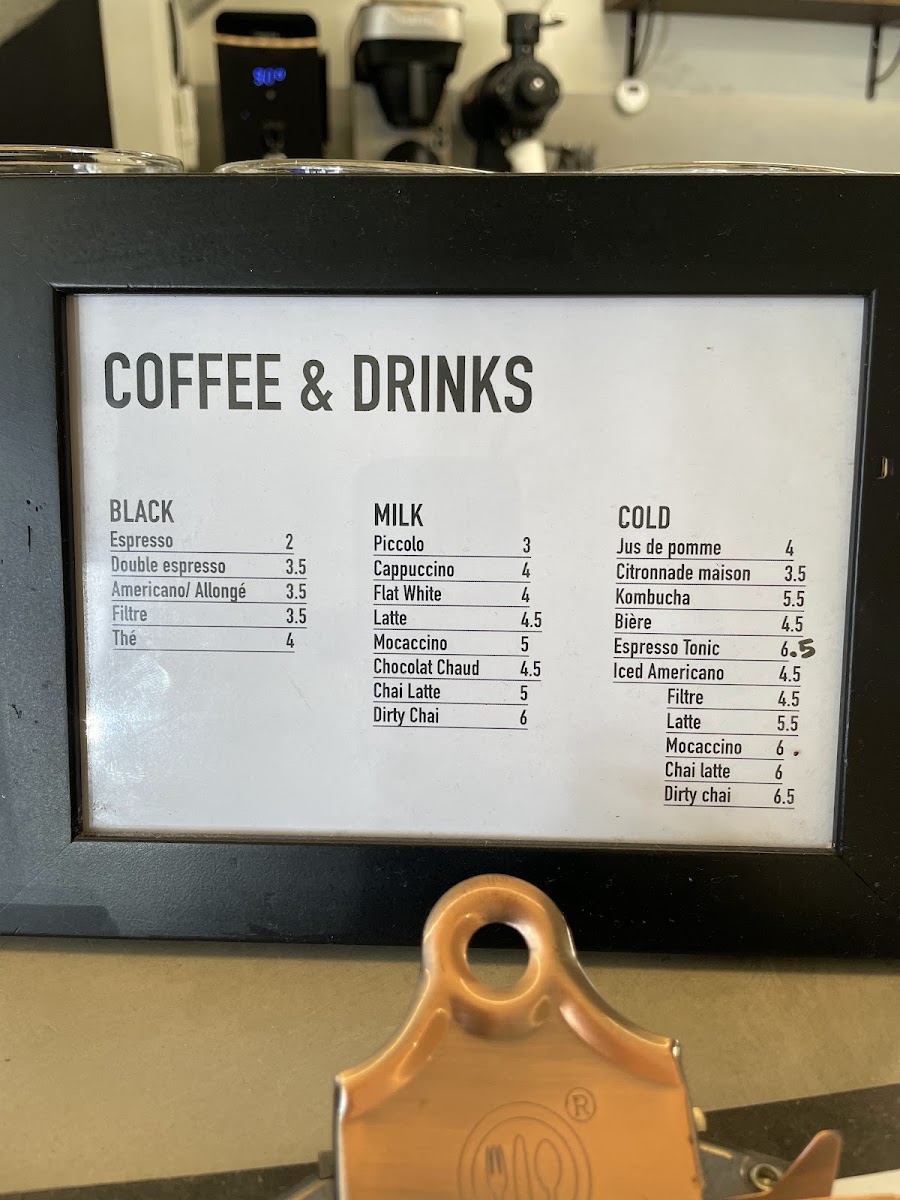 90°
COFFEE & DRINKS
BLACK
Espresso 2
Double espresso 3.5
Americano/ Allongé 3.5
Filtre 3.5
Thé 4
MILK
Piccolo 3
Cappuccino 4
Flat White 4
Latte 4.5
Mocaccino 5
Chocolat Chaud 4.5
Chai Latte 5
Dirty Chai 6
COLD
Jus de pomme 4
Citronnade maison 3.5
Kombucha 5.5
Bière 4.5
Espresso Tonic 6.5
Iced Americano 4.5
Filtre 4.5
Latte 5.5
Mocaccino 6 .
Chai latte 6
Dirty chai 6.5
®